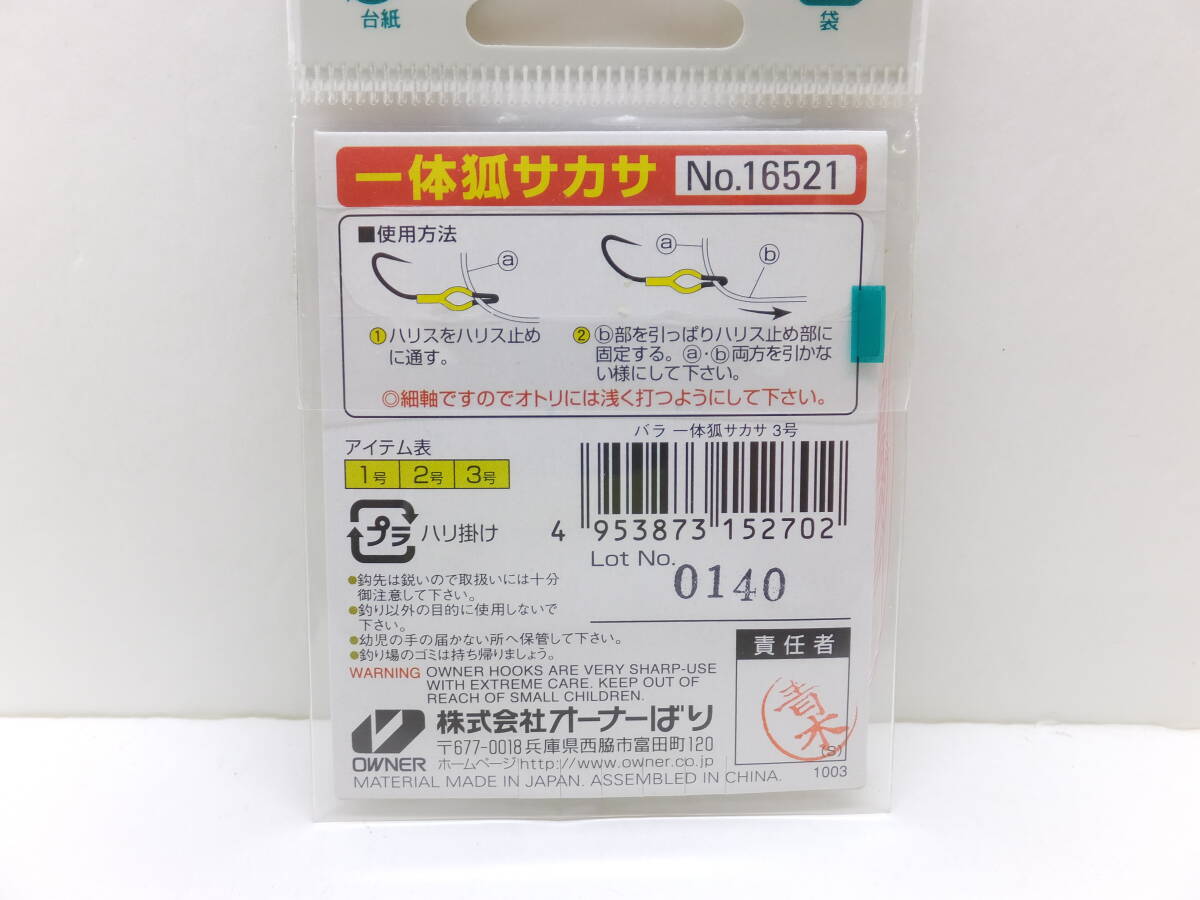 台紙
袋
一体狐サカサ No.16521
■使用方法
ⓐ
ⓐ
ⓑ
①ハリスをハリス止め
に通す。
②ⓑ部を引っぱりハリス止め部に
固定する。ⓐ・ⓑ両方を引かな
い様にして下さい。
◎細軸ですのでオトリには浅く打つようにして下さい。
アイテム表
1号 2号 3号
プラ ハリ掛け
バラ 一体狐サカサ 3号
4 953873 152702
Lot No.
0140
●鈎先は鋭いので取扱いには十分
御注意して下さい。
●釣り以外の目的に使用しないで
下さい。
●幼児の手の届かない所へ保管して下さい。
●釣り場のゴミは持ち帰りましょう。
WARNING OWNER HOOKS ARE VERY SHARP-USE
WITH EXTREME CARE. KEEP OUT OF
REACH OF SMALL CHILDREN.
責任者
(S)
1003
OWNER
株式会社オーナーばり
〒677-0018 兵庫県西脇市富田町120
ホームページ http://www.owner.co.jp
MATERIAL MADE IN JAPAN. ASSEMBLED IN CHINA.